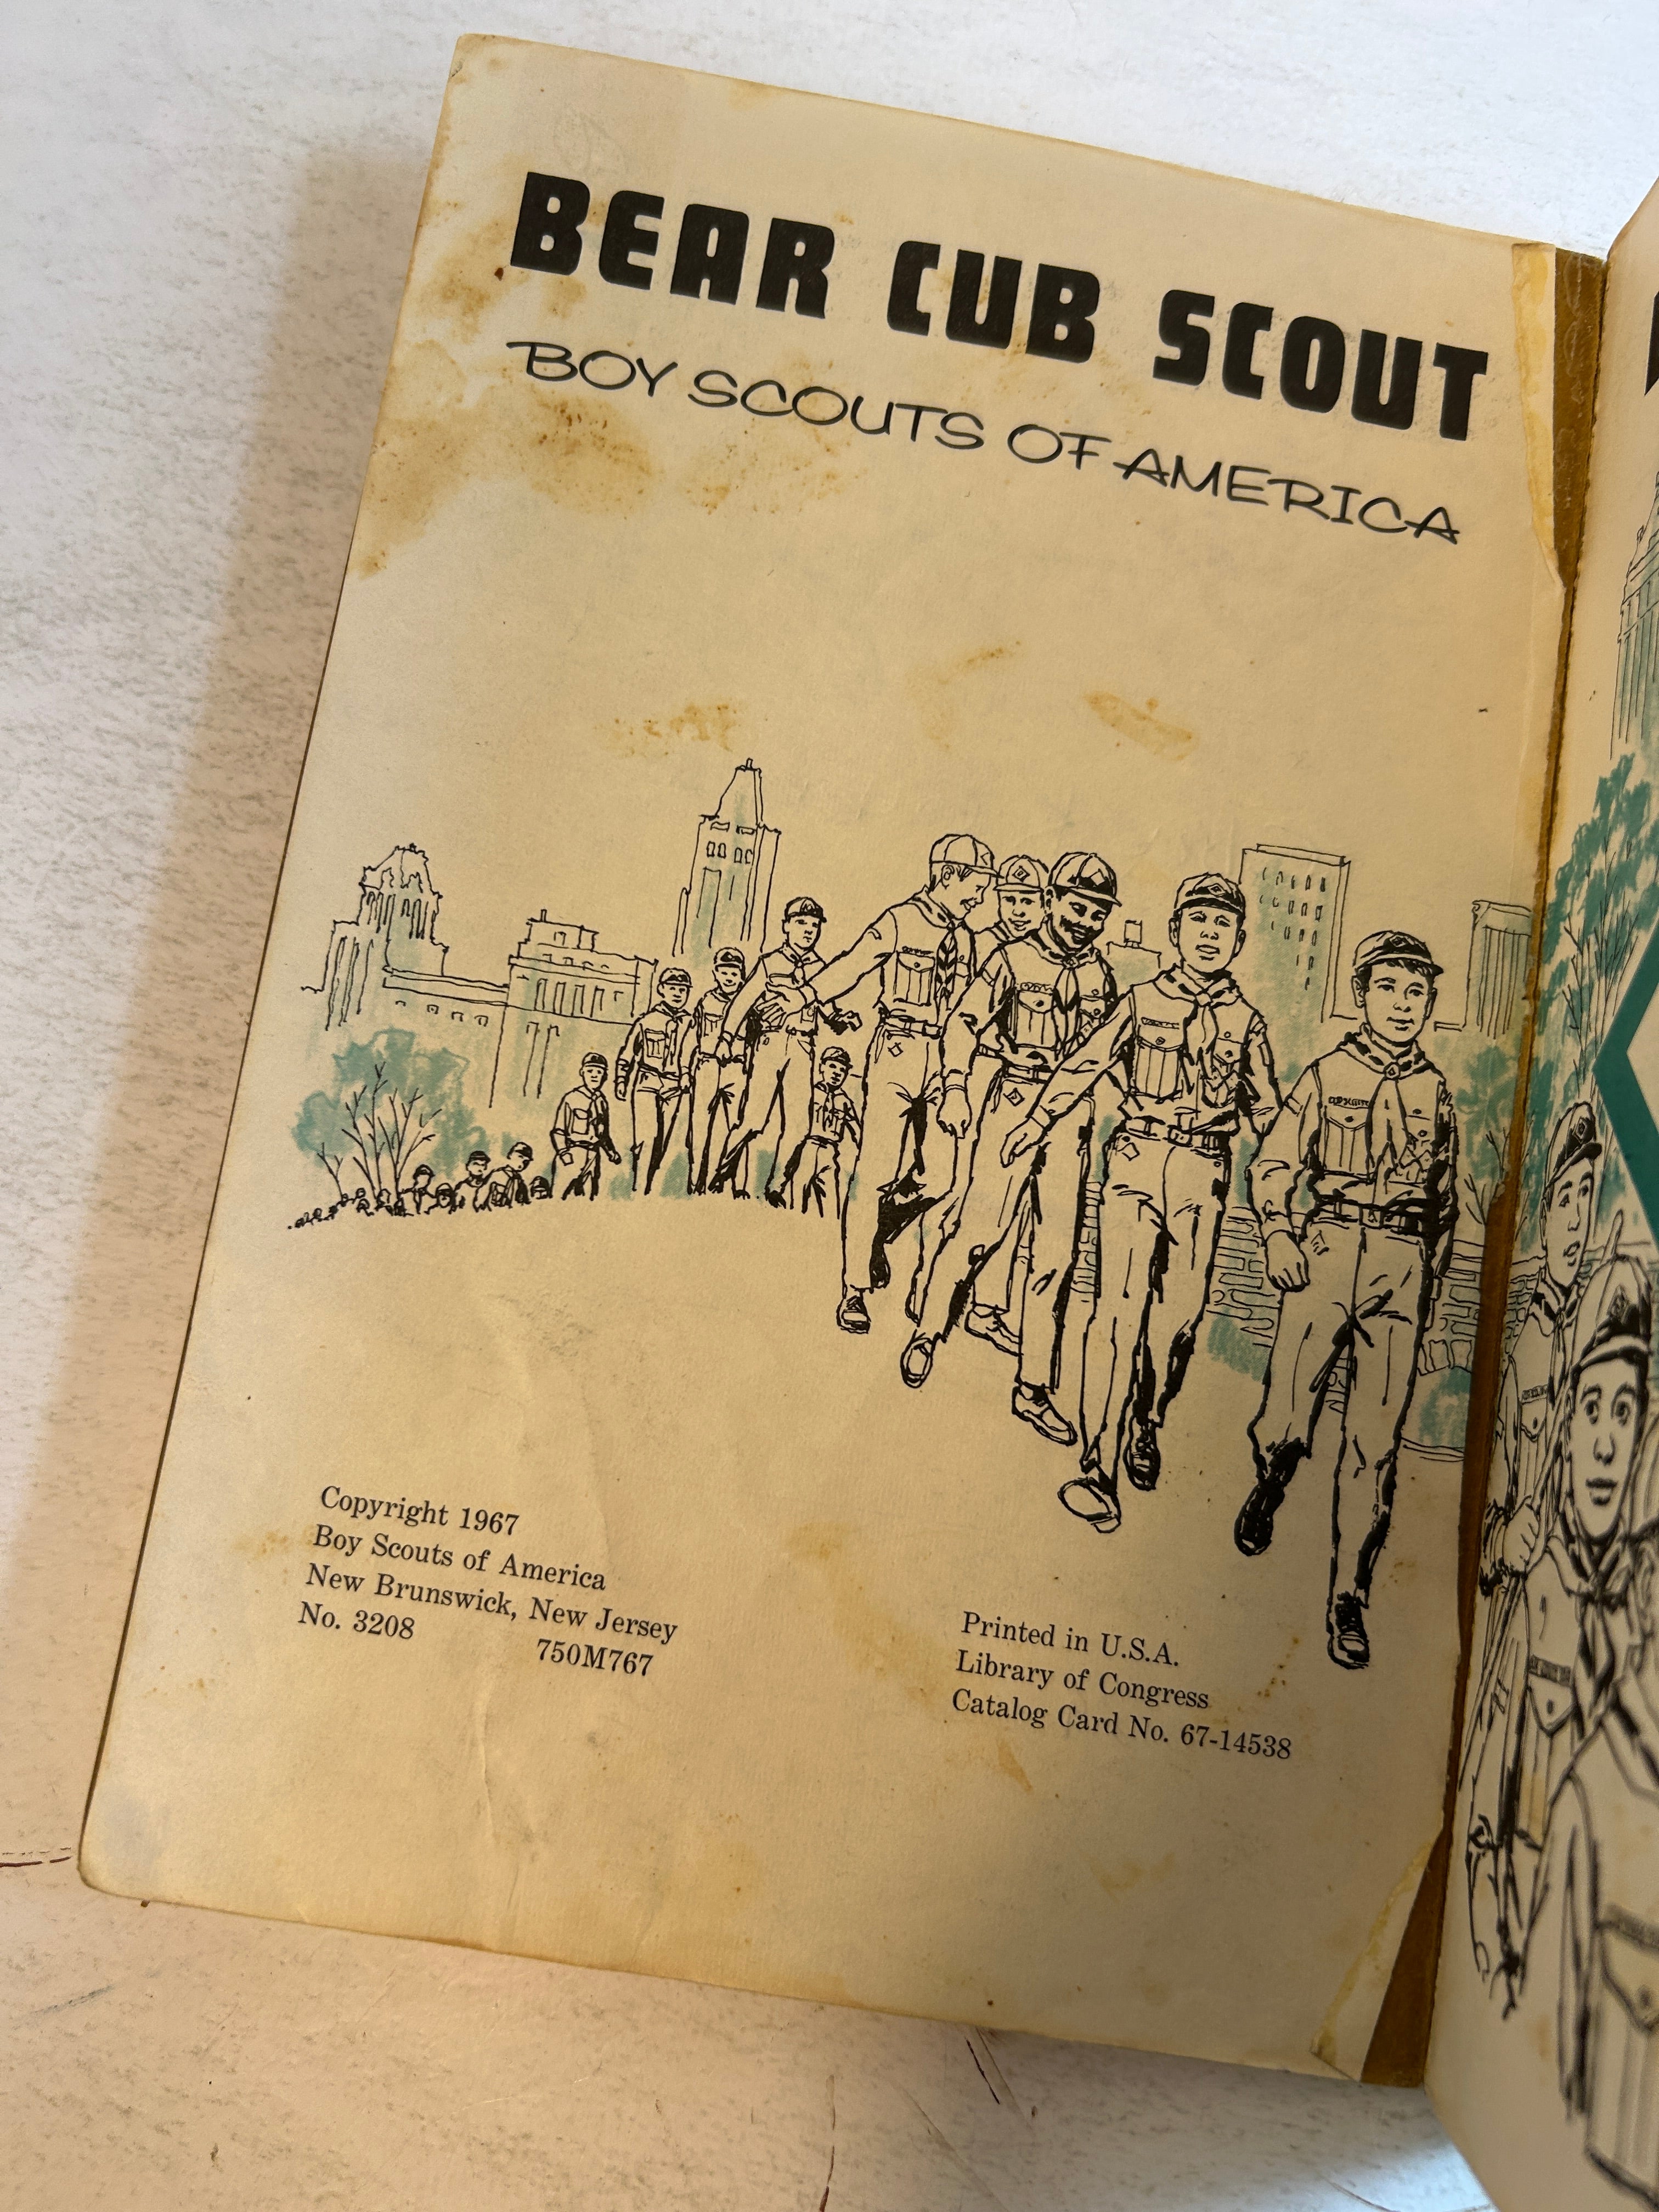 BEAR CUB SCOUT
BOY SCOUTS OF AMERICA
Copyright 1967
Boy Scouts of America
New Brunswick, New Jersey
No. 3208 750M767
Printed in U.S.A.
Library of Congress
Catalog Card No. 67-14538